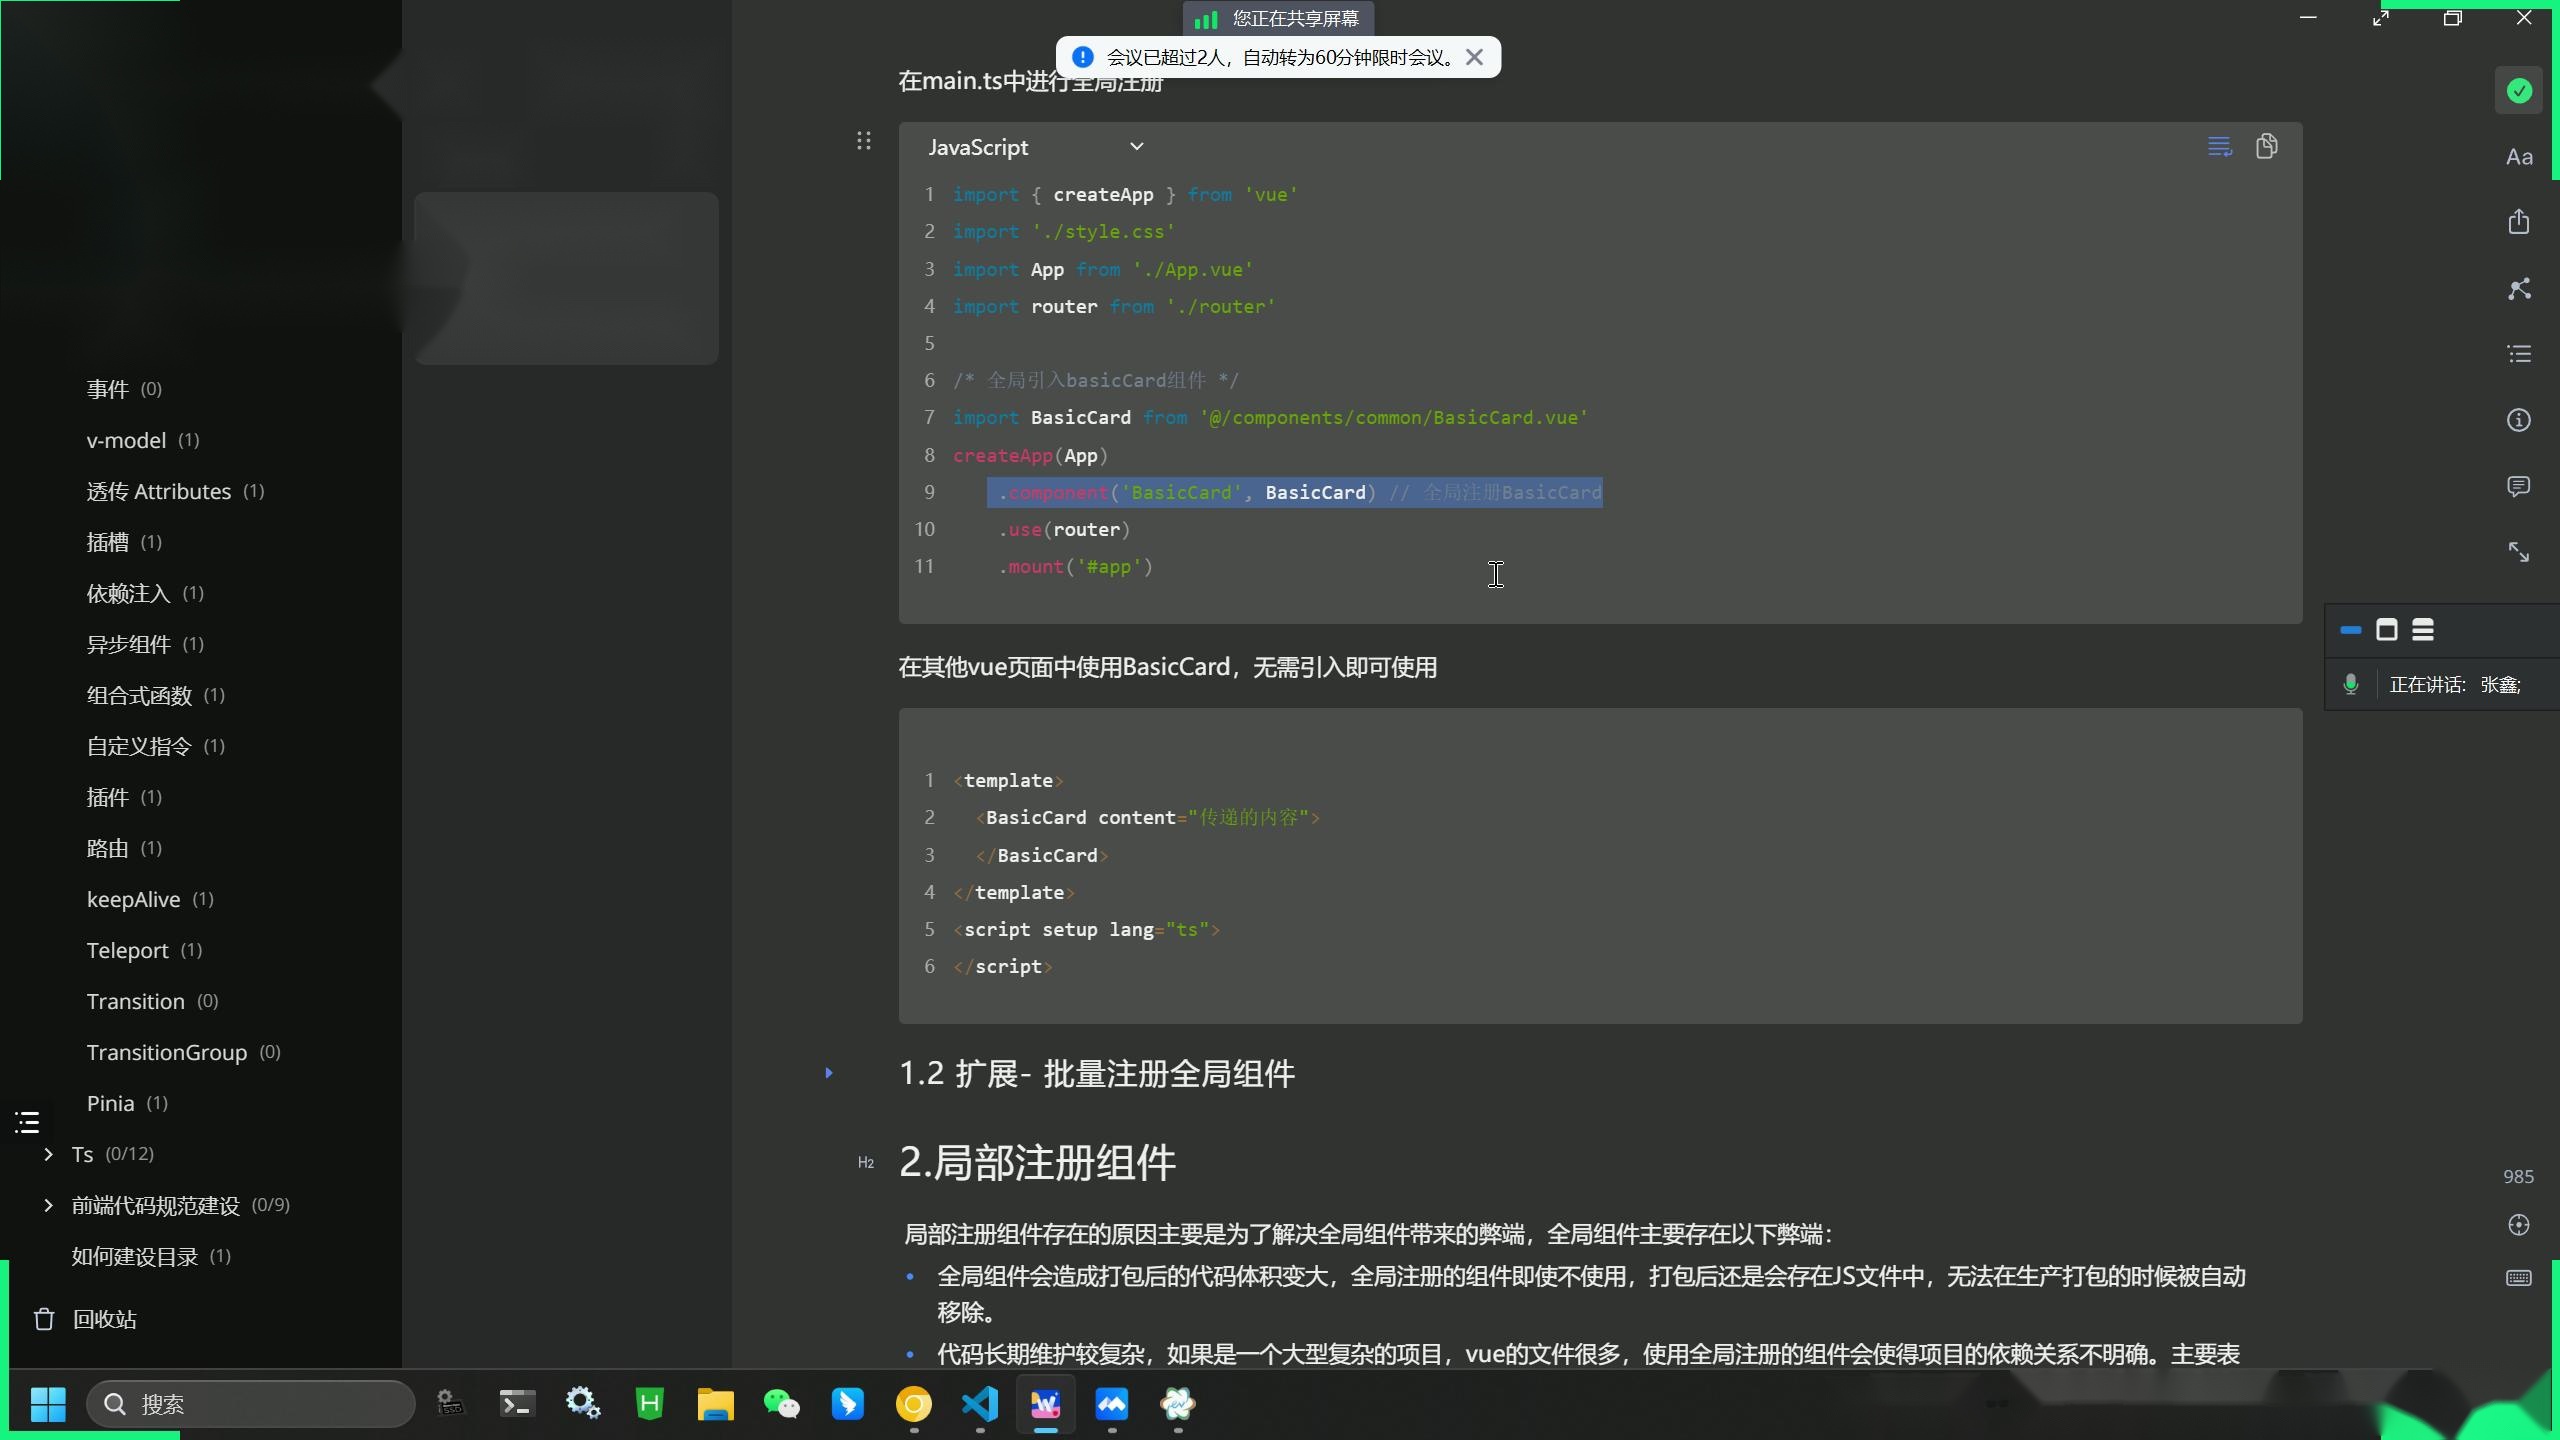 您正在共享屏幕
会议已超过2人，自动转为60分钟限时会议。
在main.ts中进行全局注册
JavaScript
1 import { createApp } from 'vue'
2 import './style.css'
3 import App from './App.vue'
4 import router from './router'
5
6 /* 全局引入basicCard组件 */
7 import BasicCard from '@/components/common/BasicCard.vue'
8 createApp(App)
9 .component('BasicCard', BasicCard) // 全局注册BasicCard
10 .use(router)
11 .mount('#app')
在其他vue页面中使用BasicCard，无需引入即可使用
1 <template>
2 <BasicCard content="传递的内容">
3 </BasicCard>
4 </template>
5 <script setup lang="ts">
6 </script>
1.2 扩展- 批量注册全局组件
H2
2.局部注册组件
局部注册组件存在的原因主要是为了解决全局组件带来的弊端，全局组件主要存在以下弊端：
• 全局组件会造成打包后的代码体积变大，全局注册的组件即使不使用，打包后还是会存在JS文件中，无法在生产打包的时候被自动
移除。
• 代码长期维护较复杂，如果是一个大型复杂的项目，vue的文件很多，使用全局注册的组件会使得项目的依赖关系不明确。主要表
事件 (0)
v-model (1)
透传 Attributes (1)
插槽 (1)
依赖注入 (1)
异步组件 (1)
组合式函数 (1)
自定义指令 (1)
插件 (1)
路由 (1)
keepAlive (1)
Teleport (1)
Transition (0)
TransitionGroup (0)
Pinia (1)
Ts (0/12)
前端代码规范建设 (0/9)
如何建设目录 (1)
回收站
Aa
正在讲话: 张鑫;
985
搜索